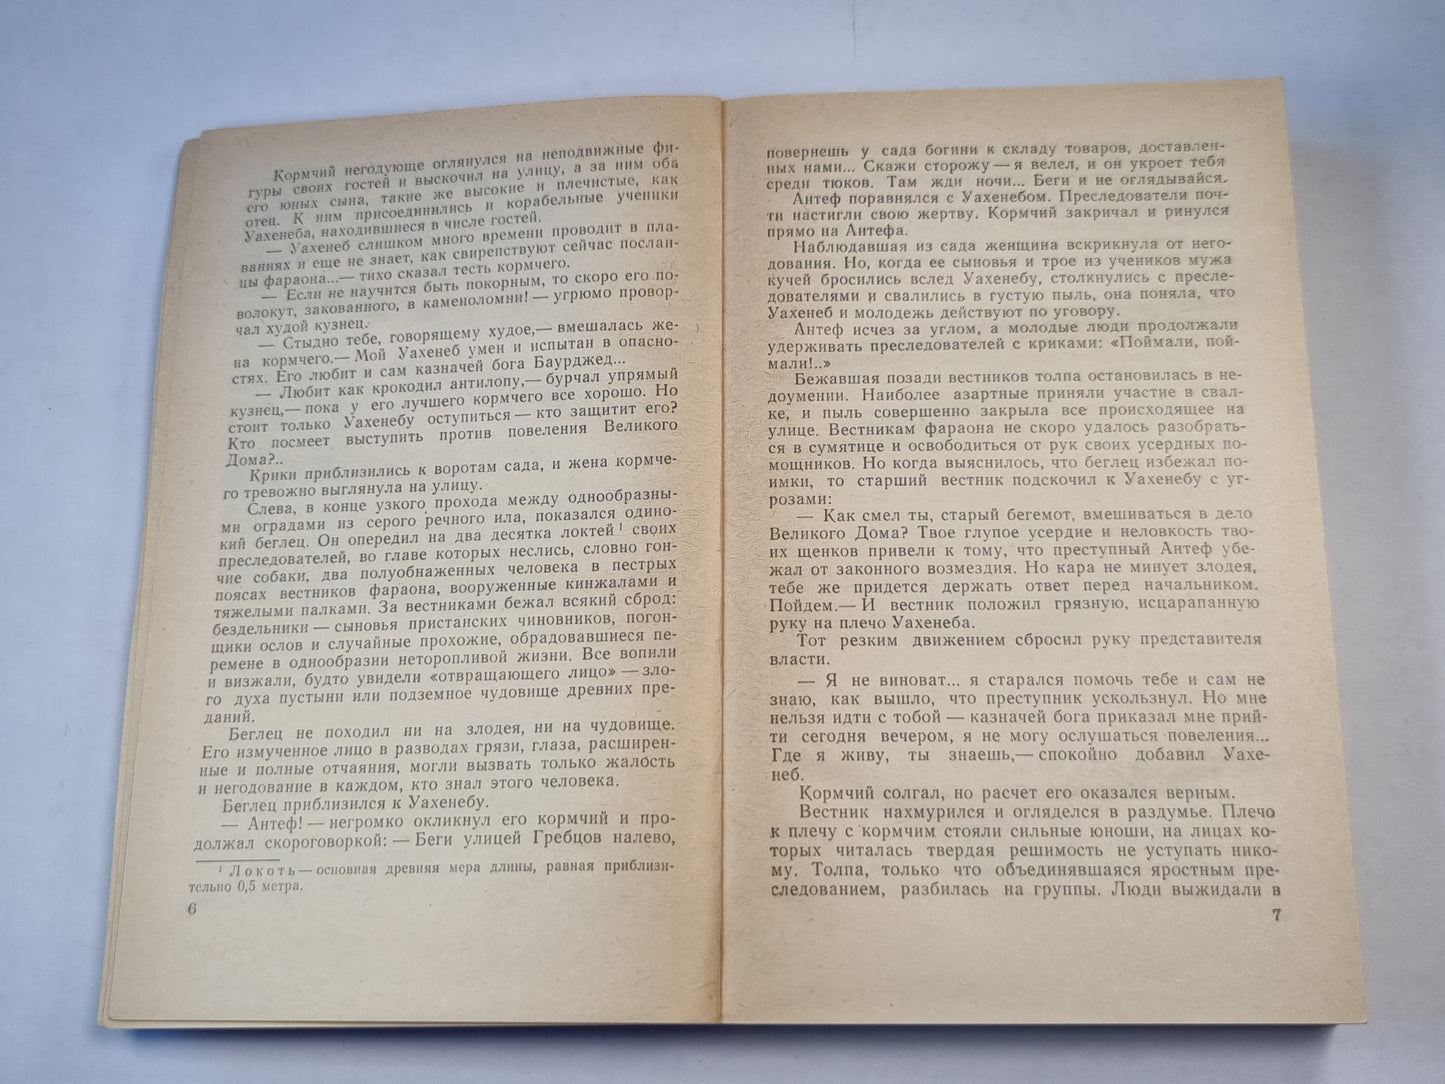 Кормчий негодующе оглянулся на неподвижные фи-
гуры своих гостей и выскочил на улицу, а за ним оба
его юных сына, такие же высокие и плечистые, как
отец. К ним присоединились и корабельные ученики
Уахенеба, находившиеся в числе гостей.
— Уахенеб слишком много времени проводит в пла-
ваниях и еще не знает, как свирепствуют сейчас послан-
цы фараона...— тихо сказал тесть кормчего.
— Если не научится быть покорным, то скоро его по-
волокут, закованного, в каменоломни! — угрюмо провор-
чал худой кузнец.
— Стыдно тебе, говорящему худое,— вмешалась же-
на кормчего.— Мой Уахенеб умен и испытан в опасно-
стях. Его любит и сам казначей бога Баурджед...
— Любит как крокодил антилопу,— бурчал упрямый
кузнец,— пока у его лучшего кормчего все хорошо. Но
стоит только Уахенебу оступиться — кто защитит его?
Кто посмеет выступить против повеления Великого
Дома?..
Крики приблизились к воротам сада, и жена кормче-
го тревожно выглянула на улицу.
Слева, в конце узкого прохода между однообразны-
ми оградами из серого речного ила, показался одино-
кий беглец. Он опередил на два десятка локтей¹ своих
преследователей, во главе которых неслись, словно гон-
чие собаки, два полуобнаженных человека в пестрых
поясах вестников фараона, вооруженные кинжалами и
тяжелыми палками. За вестниками бежал всякий сброд:
бездельники — сыновья пристанских чиновников, погон-
щики ослов и случайные прохожие, обрадовавшиеся пе-
ремене в однообразии неторопливой жизни. Все вопили
и визжали, будто увидели «отвращающего лицо» — зло-
го духа пустыни или подземное чудовище древних пре-
даний.
Беглец не походил ни на злодея, ни на чудовище.
Его измученное лицо в разводах грязи, глаза, расширен-
ные и полные отчаяния, могли вызвать только жалость
и негодование в каждом, кто знал этого человека.
Беглец приблизился к Уахенебу.
— Антеф! — негромко окликнул его кормчий и про-
должал скороговоркой: — Беги улицей Гребцов налево,
¹ Локоть — основная древняя мера длины, равная приблизи-
тельно 0,5 метра.
6
повернешь у сада богини к складу товаров, доставлен-
ных нами... Скажи сторожу — я велел, и он укроет тебя
среди тюков. Там жди ночи... Беги и не оглядывайся.
Антеф поравнялся с Уахенебом. Преследователи поч-
ти настигли свою жертву. Кормчий закричал и ринулся
прямо на Антефа.
Наблюдавшая из сада женщина вскрикнула от него-
дования. Но, когда ее сыновья и трое из учеников мужа
кучей бросились вслед Уахенебу, столкнулись с пресле-
дователями и свалились в густую пыль, она поняла, что
Уахенеб и молодежь действуют по уговору.
Антеф исчез за углом, а молодые люди продолжали
удерживать преследователей с криками: «Поймали, пой-
мали!..»
Бежавшая позади вестников толпа остановилась в не-
доумении. Наиболее азартные приняли участие в свал-
ке, и пыль совершенно закрыла все происходящее на
улице. Вестникам фараона не скоро удалось разобрать-
ся в сумятице и освободиться от рук своих усердных по-
мощников. Но когда выяснилось, что беглец избежал по-
имки, то старший вестник подскочил к Уахенебу с уг-
розами:
— Как смел ты, старый бегемот, вмешиваться в дело
Великого Дома? Твое глупое усердие и неловкость тво-
их щенков привели к тому, что преступный Антеф убе-
жал от законного возмездия. Но кара не минует злодея,
тебе же придется держать ответ перед начальником.
Пойдем.— И вестник положил грязную, исцарапанную
руку на плечо Уахенеба.
Тот резким движением сбросил руку представителя
власти.
— Я не виноват... я старался помочь тебе и сам не
знаю, как вышло, что преступник ускользнул. Но мне
нельзя идти с тобой — казначей бога приказал мне прий-
ти сегодня вечером, я не могу ослушаться повеления...
Где я живу, ты знаешь,— спокойно добавил Уахе-
неб.
Кормчий солгал, но расчет его оказался верным.
Вестник нахмурился и огляделся в раздумье. Плечо
к плечу с кормчим стояли сильные юноши, на лицах ко-
торых читалась твердая решимость не уступать нико-
му. Толпа, только что объединявшаяся яростным пре-
следованием, разбилась на группы. Люди выжидали в
7